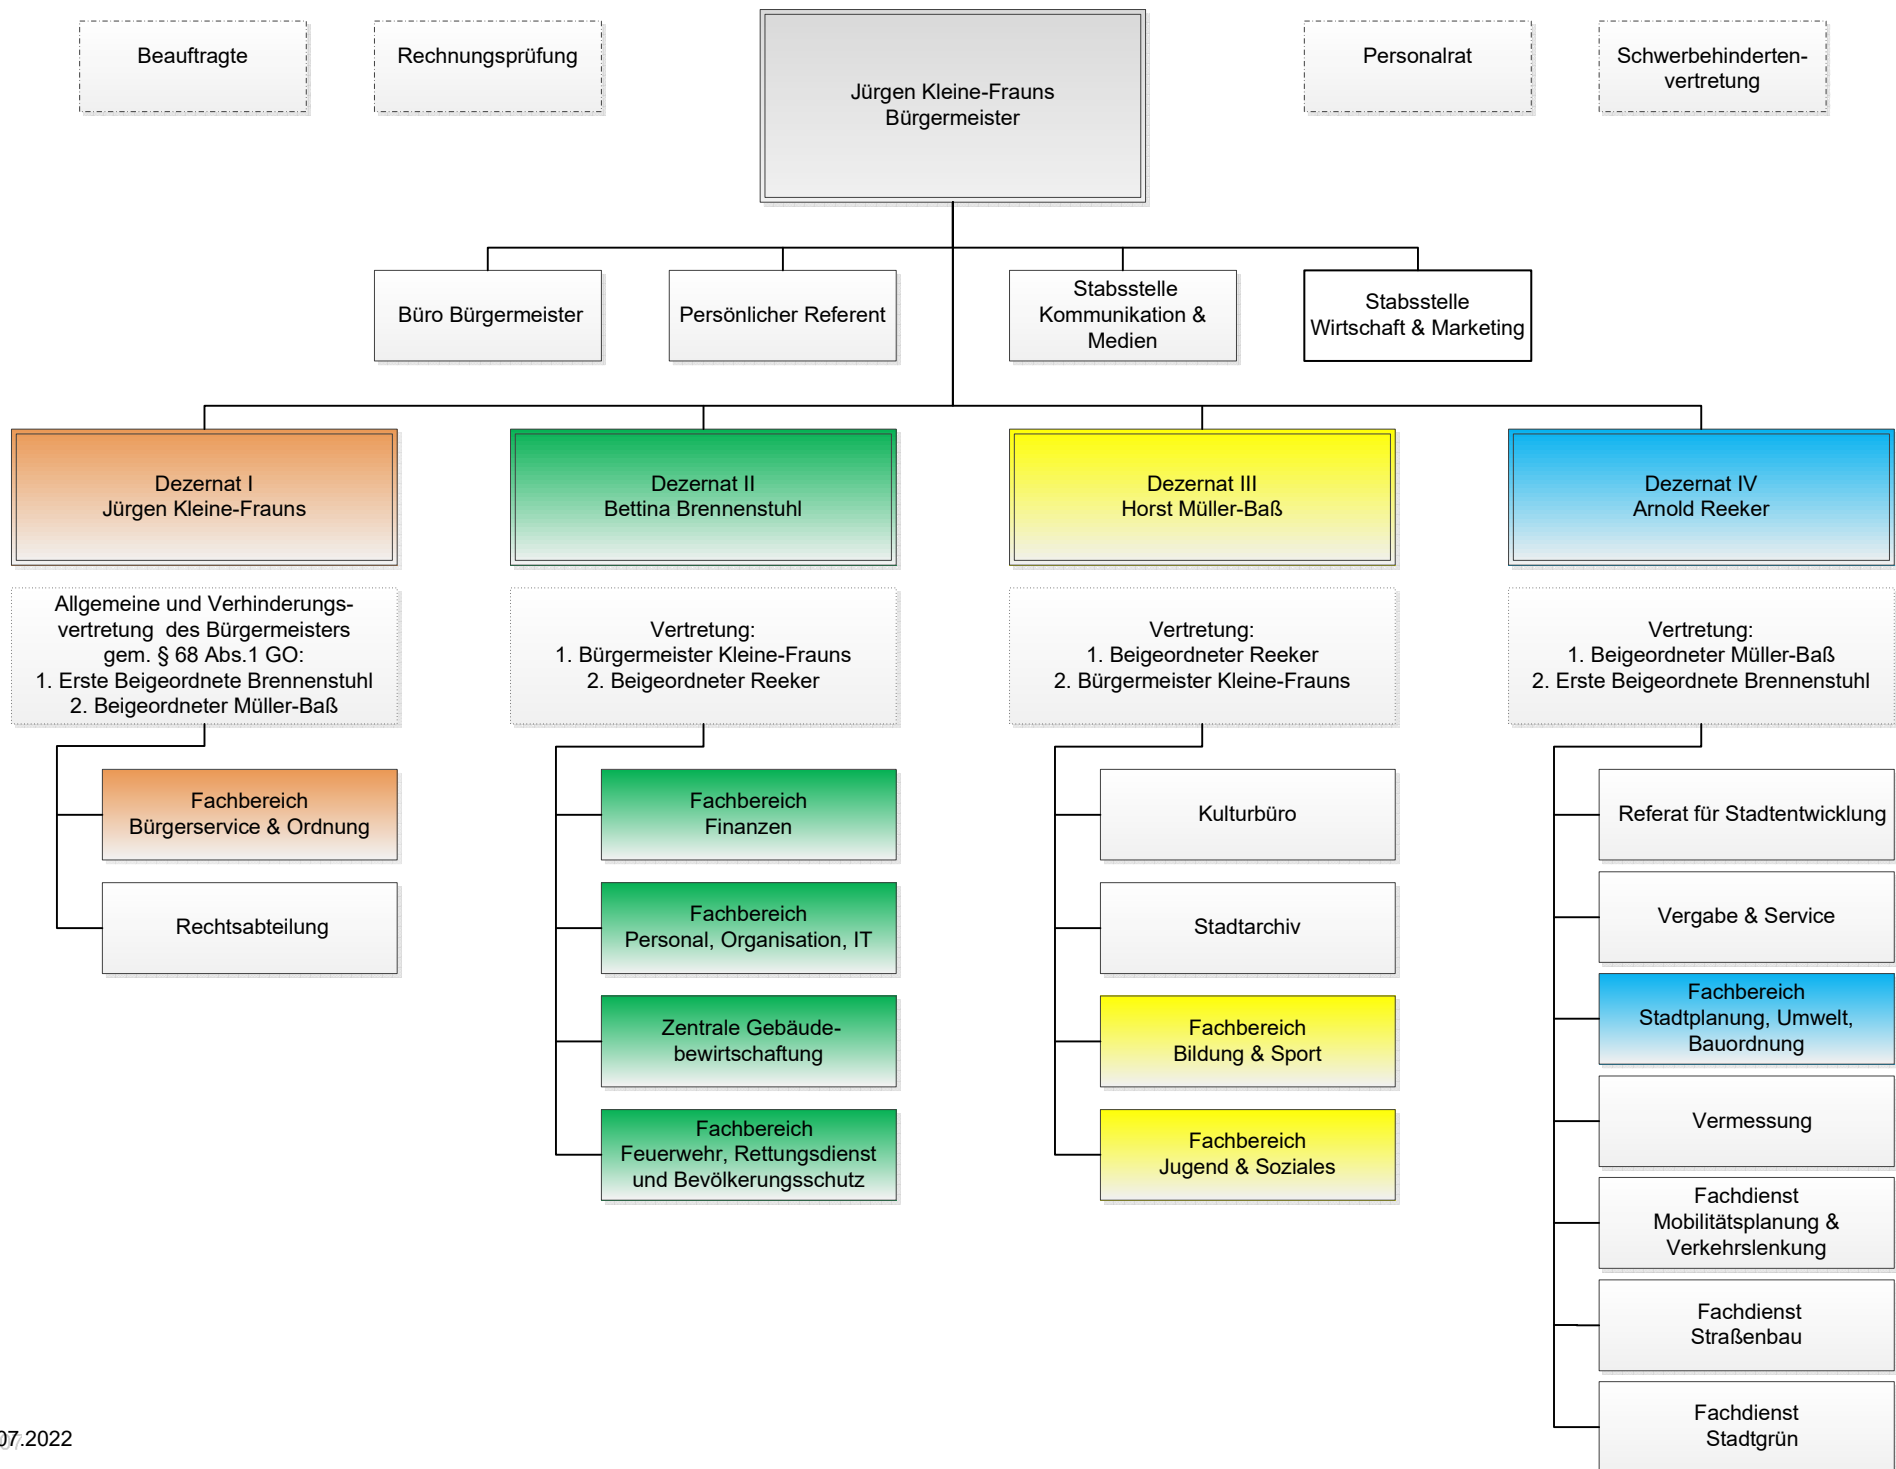 Beauftragte
Rechnungsprüfung
Jürgen Kleine-Frauns
Bürgermeister
Personalrat
Schwerbehinderten-
vertretung
Büro Bürgermeister
Persönlicher Referent
Stabsstelle
Kommunikation &
Medien
Stabsstelle
Wirtschaft & Marketing
Dezernat I
Jürgen Kleine-Frauns
Dezernat II
Bettina Brennenstuhl
Dezernat III
Horst Müller-Baß
Dezernat IV
Arnold Reeker
Allgemeine und Verhinderungs-
vertretung des Bürgermeisters
gem. § 68 Abs.1 GO:
1. Erste Beigeordnete Brennenstuhl
2. Beigeordneter Müller-Baß
Vertretung:
1. Bürgermeister Kleine-Frauns
2. Beigeordneter Reeker
Vertretung:
1. Beigeordneter Reeker
2. Bürgermeister Kleine-Frauns
Vertretung:
1. Beigeordneter Müller-Baß
2. Erste Beigeordnete Brennenstuhl
Fachbereich
Bürgerservice & Ordnung
Rechtsabteilung
Fachbereich
Finanzen
Fachbereich
Personal, Organisation, IT
Zentrale Gebäude-
bewirtschaftung
Fachbereich
Feuerwehr, Rettungsdienst
und Bevölkerungsschutz
Kulturbüro
Stadtarchiv
Fachbereich
Bildung & Sport
Fachbereich
Jugend & Soziales
Referat für Stadtentwicklung
Vergabe & Service
Fachbereich
Stadtplanung, Umwelt,
Bauordnung
Vermessung
Fachdienst
Mobilitätsplanung &
Verkehrslenkung
Fachdienst
Straßenbau
Fachdienst
Stadtgrün
07.2022